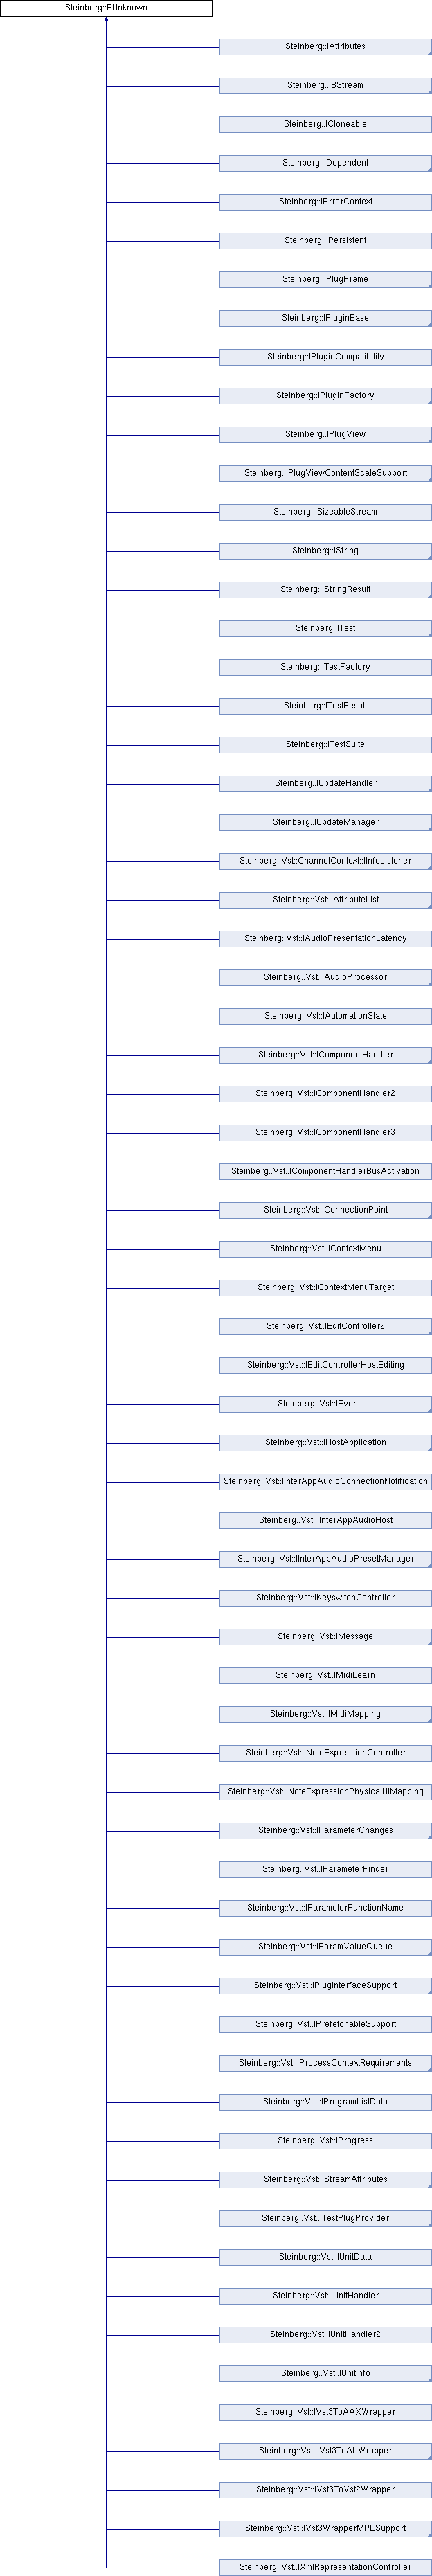 Steinberg::FUnknown
Steinberg::IAttributes
Steinberg::IBStream
Steinberg::ICloneable
Steinberg::IDependent
Steinberg::IErrorContext
Steinberg::IPersistent
Steinberg::IPlugFrame
Steinberg::IPluginBase
Steinberg::IPluginCompatibility
Steinberg::IPluginFactory
Steinberg::IPlugView
Steinberg::IPlugViewContentScaleSupport
Steinberg::ISizeableStream
Steinberg::IString
Steinberg::IStringResult
Steinberg::ITest
Steinberg::ITestFactory
Steinberg::ITestResult
Steinberg::ITestSuite
Steinberg::IUpdateHandler
Steinberg::IUpdateManager
Steinberg::Vst::ChannelContext::IInfoListener
Steinberg::Vst::IAttributeList
Steinberg::Vst::IAudioPresentationLatency
Steinberg::Vst::IAudioProcessor
Steinberg::Vst::IAutomationState
Steinberg::Vst::IComponentHandler
Steinberg::Vst::IComponentHandler2
Steinberg::Vst::IComponentHandler3
Steinberg::Vst::IComponentHandlerBusActivation
Steinberg::Vst::IConnectionPoint
Steinberg::Vst::IContextMenu
Steinberg::Vst::IContextMenuTarget
Steinberg::Vst::IEditController2
Steinberg::Vst::IEditControllerHostEditing
Steinberg::Vst::IEventList
Steinberg::Vst::IHostApplication
Steinberg::Vst::IInterAppAudioConnectionNotification
Steinberg::Vst::IInterAppAudioHost
Steinberg::Vst::IInterAppAudioPresetManager
Steinberg::Vst::IKeyswitchController
Steinberg::Vst::IMessage
Steinberg::Vst::IMidiLearn
Steinberg::Vst::IMidiMapping
Steinberg::Vst::INoteExpressionController
Steinberg::Vst::INoteExpressionPhysicalUIMapping
Steinberg::Vst::IParameterChanges
Steinberg::Vst::IParameterFinder
Steinberg::Vst::IParameterFunctionName
Steinberg::Vst::IParamValueQueue
Steinberg::Vst::IPlugInterfaceSupport
Steinberg::Vst::IPrefetchableSupport
Steinberg::Vst::IProcessContextRequirements
Steinberg::Vst::IProgramListData
Steinberg::Vst::IProgress
Steinberg::Vst::IStreamAttributes
Steinberg::Vst::ITestPlugProvider
Steinberg::Vst::IUnitData
Steinberg::Vst::IUnitHandler
Steinberg::Vst::IUnitHandler2
Steinberg::Vst::IUnitInfo
Steinberg::Vst::IVst3ToAAXWrapper
Steinberg::Vst::IVst3ToAUWrapper
Steinberg::Vst::IVst3ToVst2Wrapper
Steinberg::Vst::IVst3WrapperMPESupport
Steinberg::Vst::IXmlRepresentationController